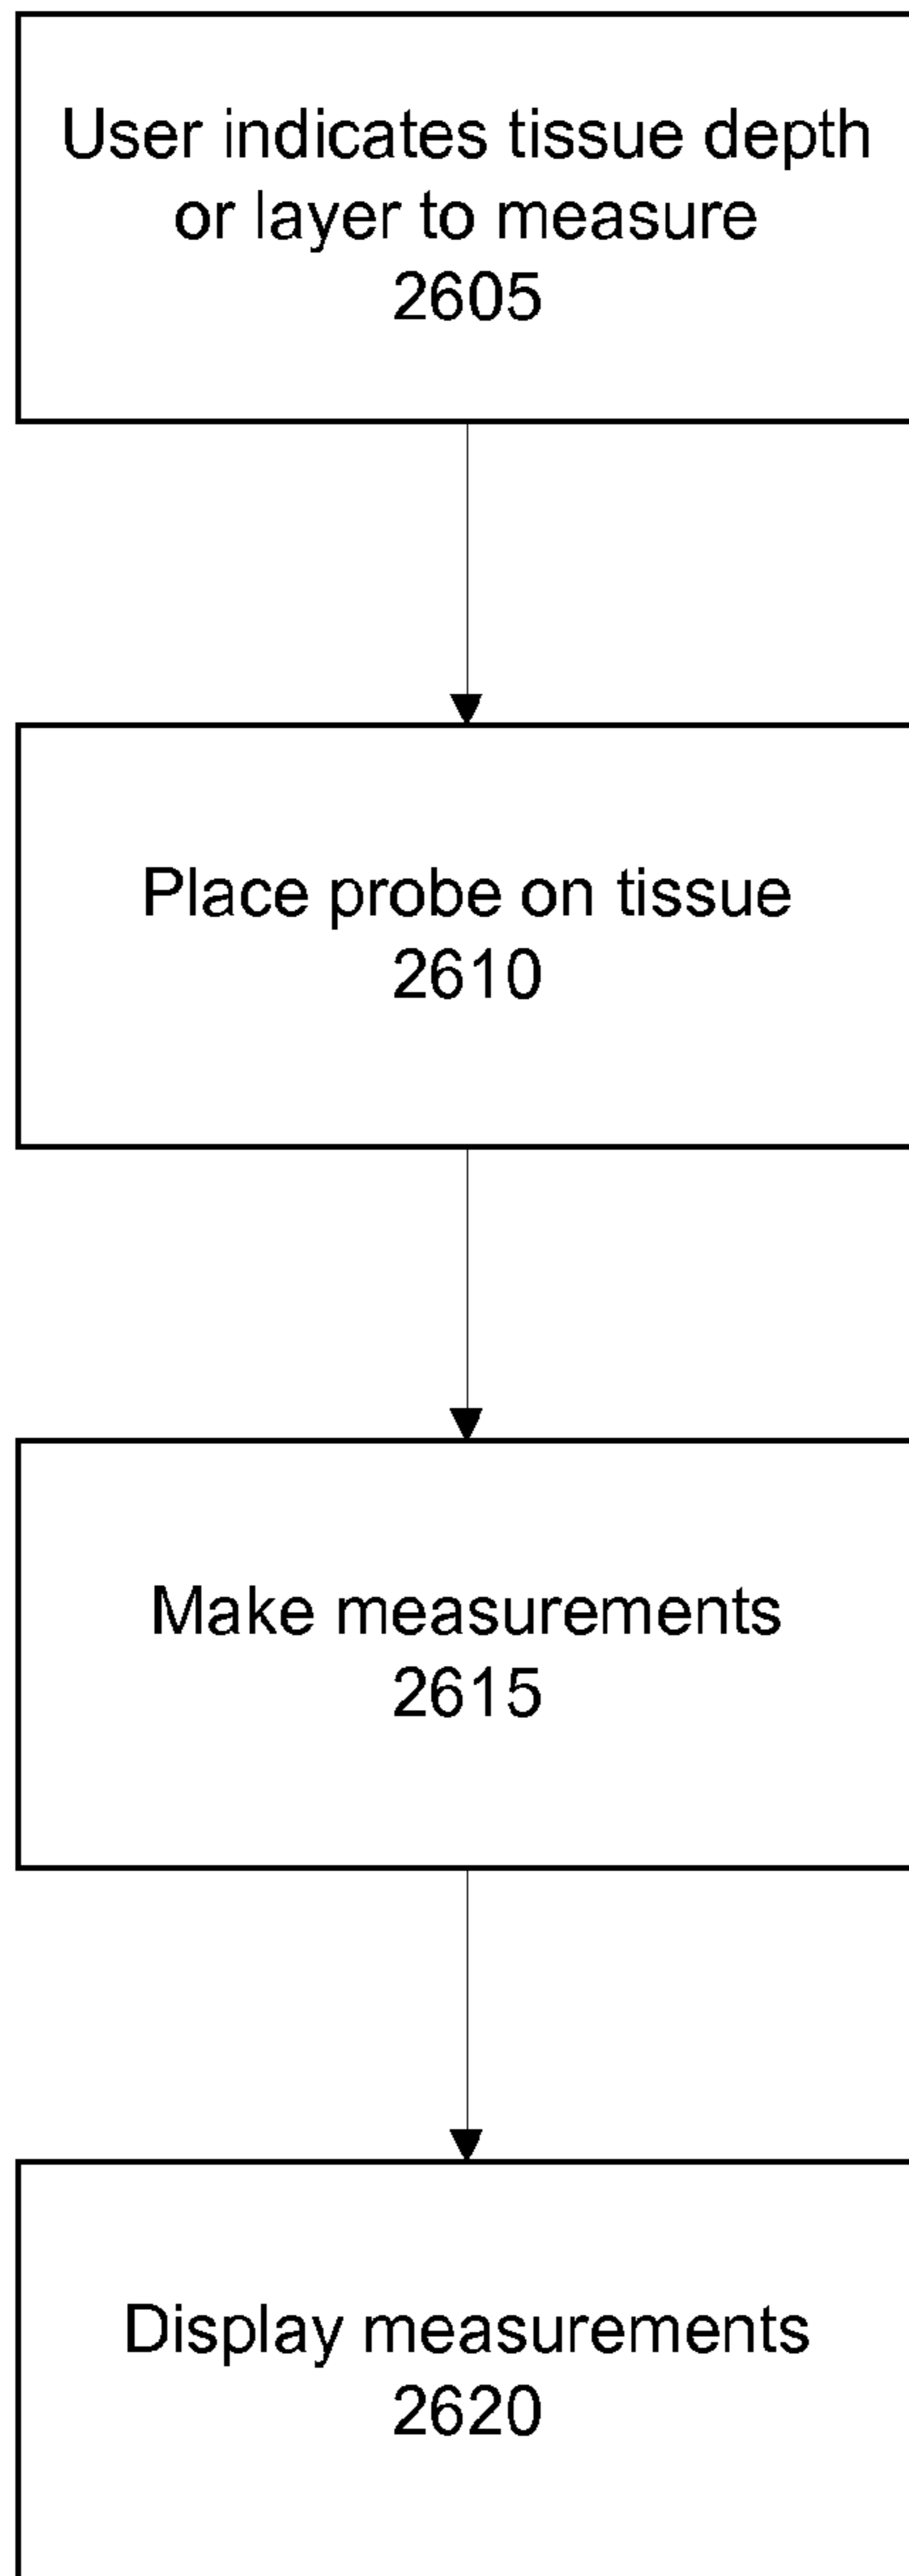 User indicates tissue depth
or layer to measure
2605
Place probe on tissue
2610
Make measurements
2615
Display measurements
2620